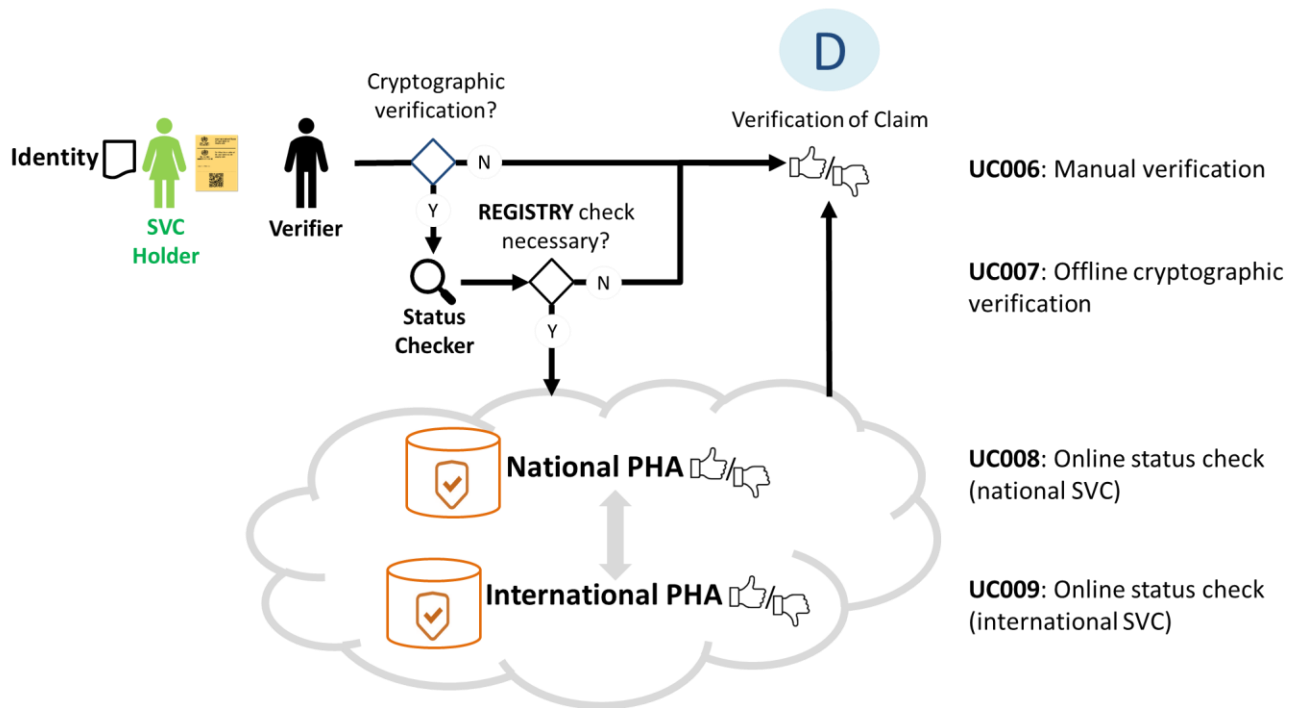 D
Cryptographic
verification?
Verification of Claim
Identity
N
UC006: Manual verification
Y
REGISTRY check
necessary?
SVC
Holder
Verifier
N
UC007: Offline cryptographic
verification
Status
Checker
Y
National PHA
UC008: Online status check
(national SVC)
International PHA
UC009: Online status check
(international SVC)